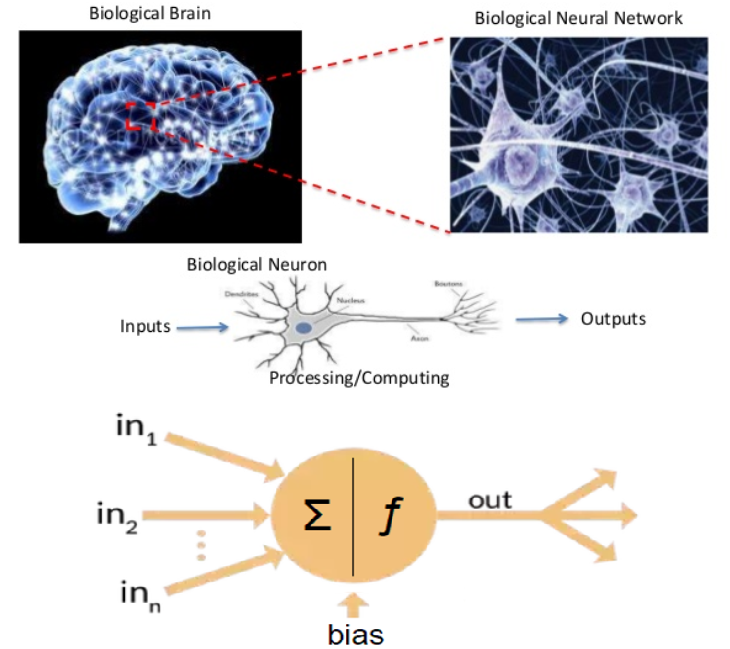 Biological Brain
Biological Neural Network
Biological Neuron
Dendrites
Nucleus
Boutons
Inputs
Outputs
Axon
Processing/Computing
in1
in2
inn
Σ
f
out
bias